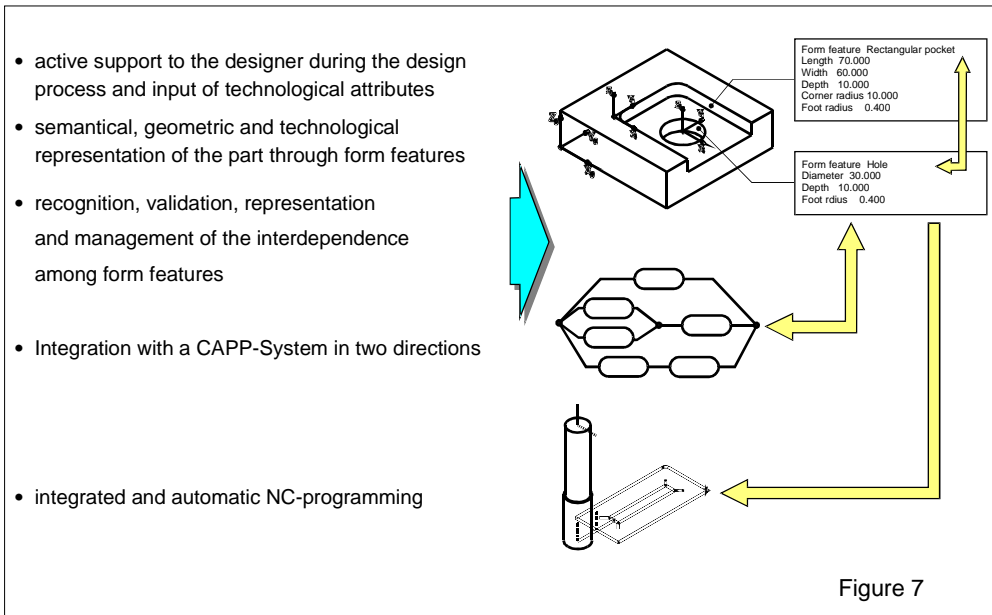 • active support to the designer during the design
process and input of technological attributes
• semantical, geometric and technological
representation of the part through form features
• recognition, validation, representation
and management of the interdependence
among form features
• Integration with a CAPP-System in two directions
• integrated and automatic NC-programming
Form feature Rectangular pocket
Length 70.000
Width 60.000
Depth 10.000
Corner radius 10.000
Foot radius 0.400
Form feature Hole
Diameter 30.000
Depth 10.000
Foot rdius 0.400
Figure 7